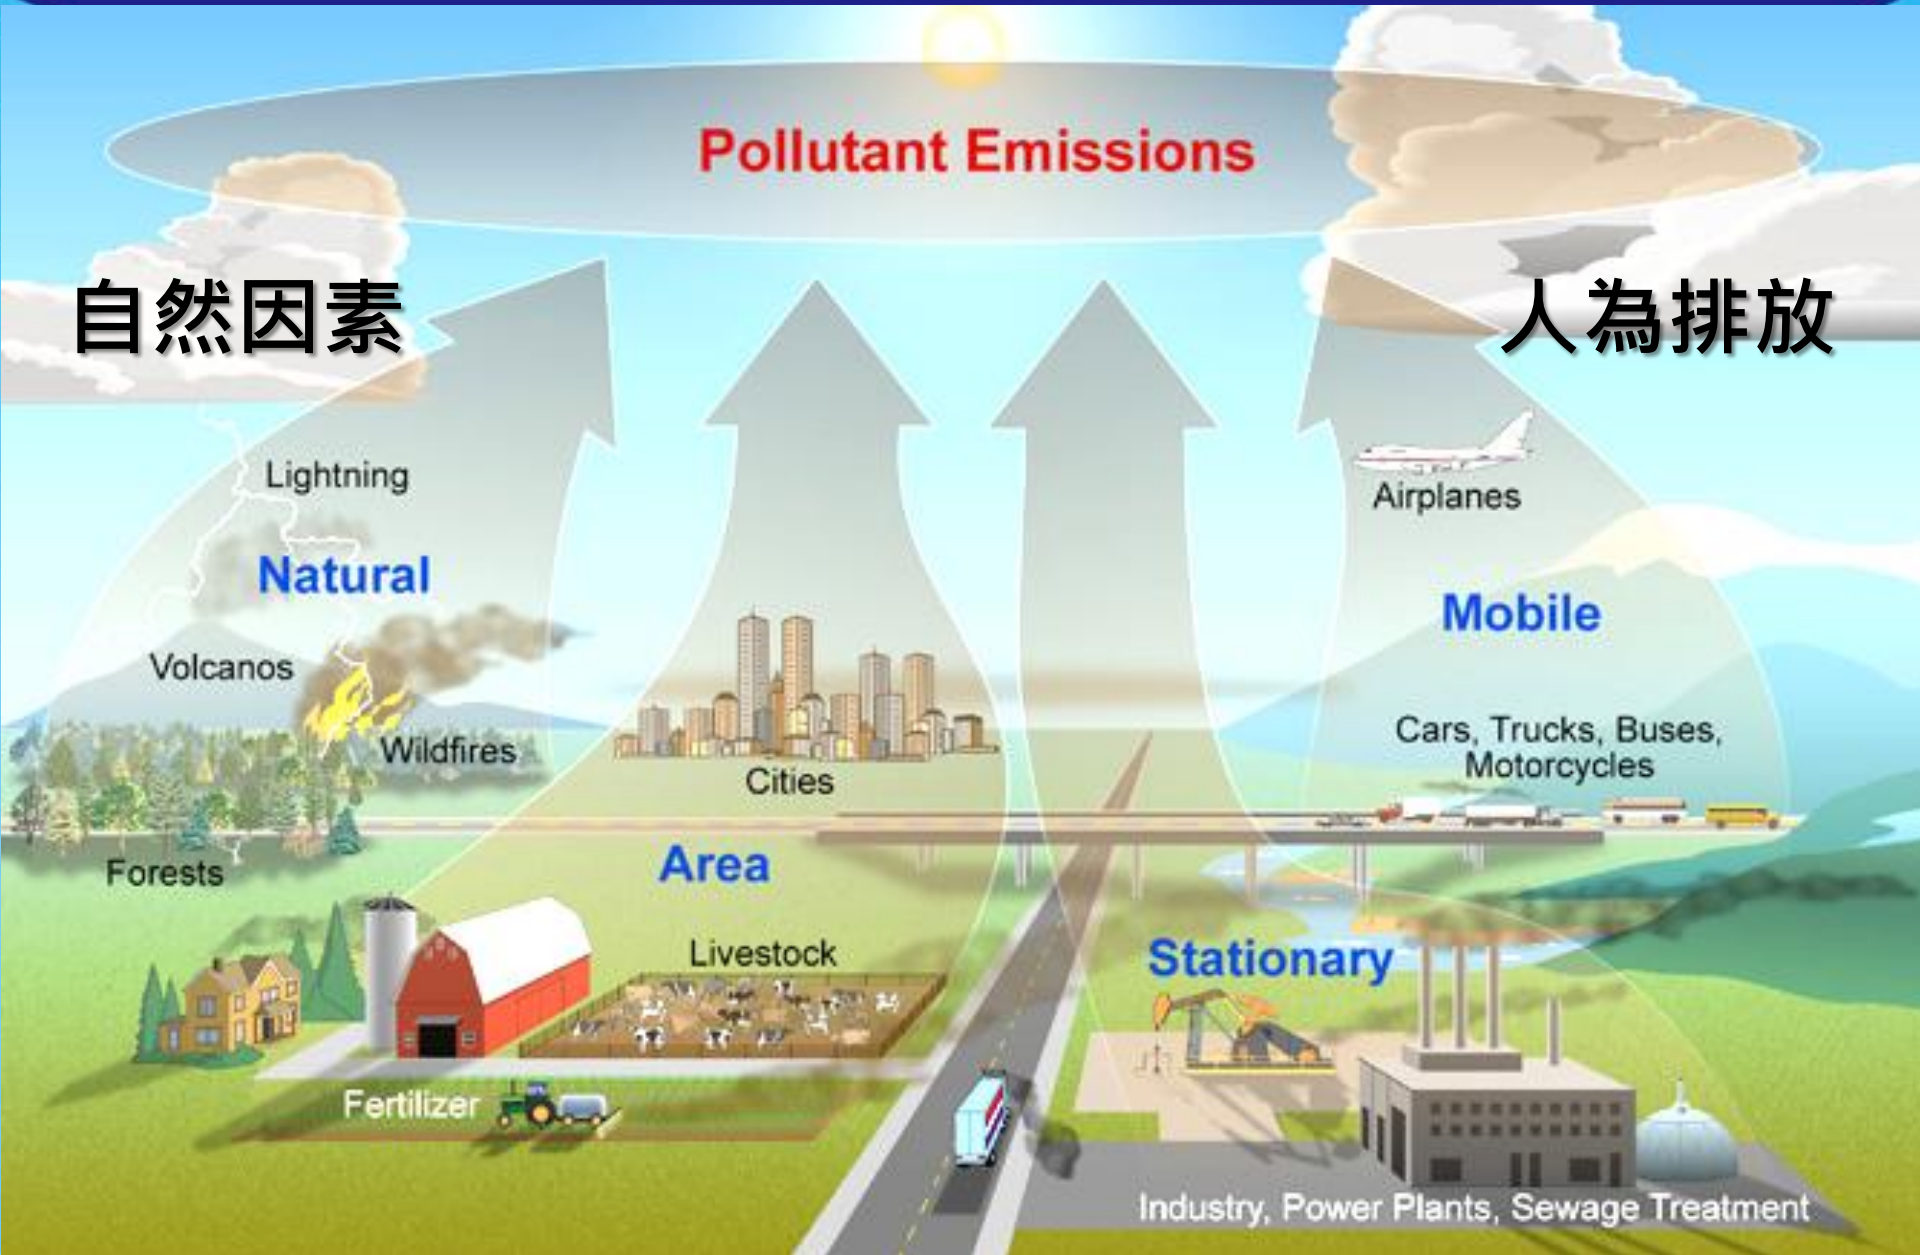 Pollutant Emissions
自然因素
人為排放
Lightning
Airplanes
Natural
Mobile
Volcanos
Wildfires
Cars, Trucks, Buses,
Motorcycles
Cities
Forests
Area
Livestock
Stationary
Fertilizer
Industry, Power Plants, Sewage Treatment